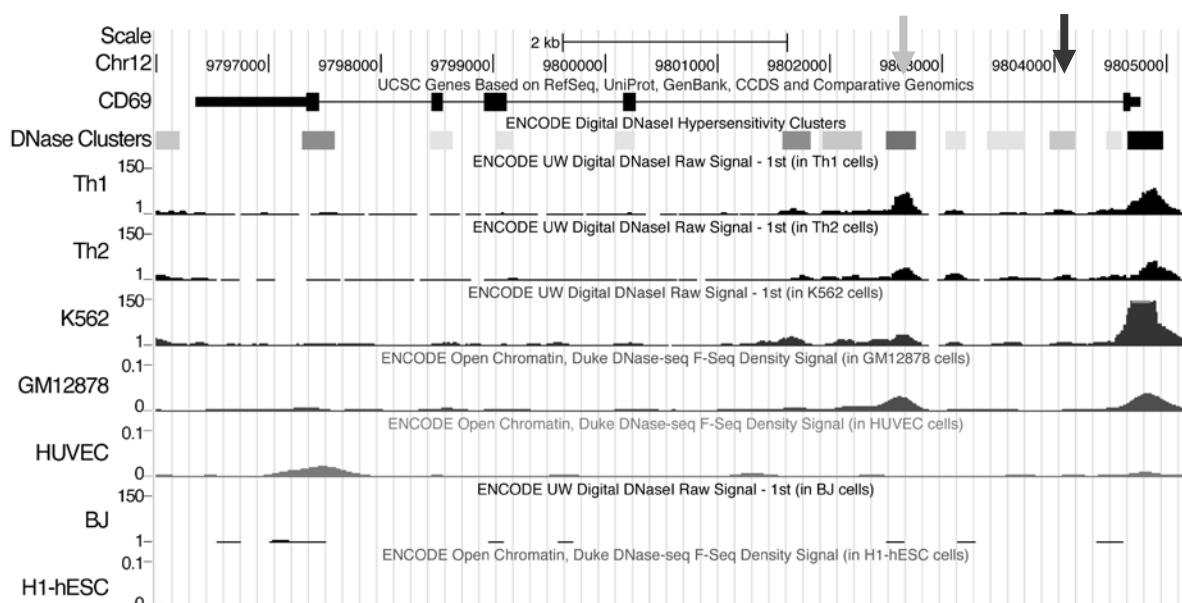 Scale 2 kb
Chr12 9797000 9798000 9799000 9800000 9801000 9802000 9803000 9804000 9805000
UCSC Genes Based on RefSeq, UniProt, GenBank, CCDS and Comparative Genomics
CD69
ENCODE Digital DNaseI Hypersensitivity Clusters
DNase Clusters
ENCODE UW Digital DNaseI Raw Signal - 1st (in Th1 cells)
150
Th1
1
ENCODE UW Digital DNaseI Raw Signal - 1st (in Th2 cells)
150
Th2
1
ENCODE UW Digital DNaseI Raw Signal - 1st (in K562 cells)
150
K562
1
ENCODE Open Chromatin, Duke DNase-seq F-Seq Density Signal (in GM12878 cells)
0.1
GM12878
0
ENCODE Open Chromatin, Duke DNase-seq F-Seq Density Signal (in HUVEC cells)
0.1
HUVEC
0
ENCODE UW Digital DNaseI Raw Signal - 1st (in BJ cells)
150
BJ
1
ENCODE Open Chromatin, Duke DNase-seq F-Seq Density Signal (in H1-hESC cells)
0.1
H1-hESC
0